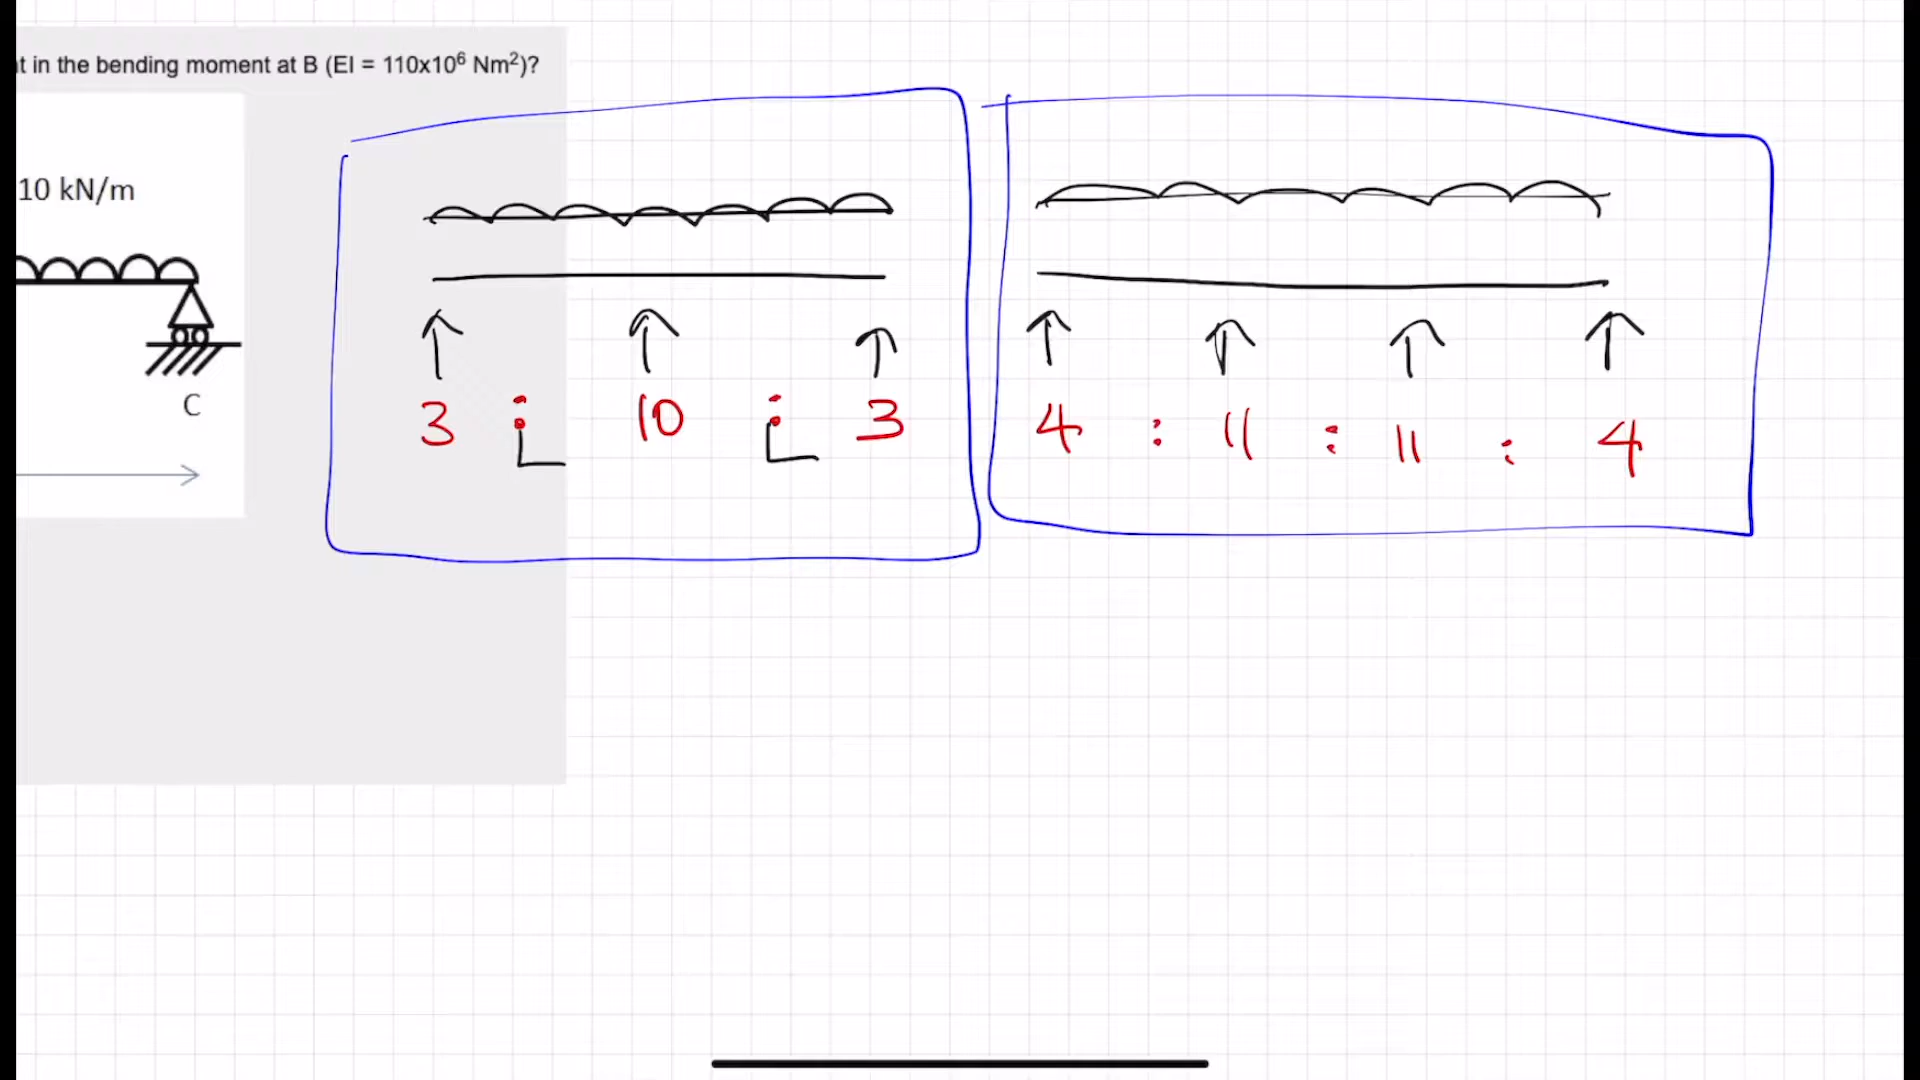 t in the bending moment at B (EI = 110x10⁶ Nm²)?
10 kN/m
C
3 : 10 : 3
4 : 11 : 11 : 4